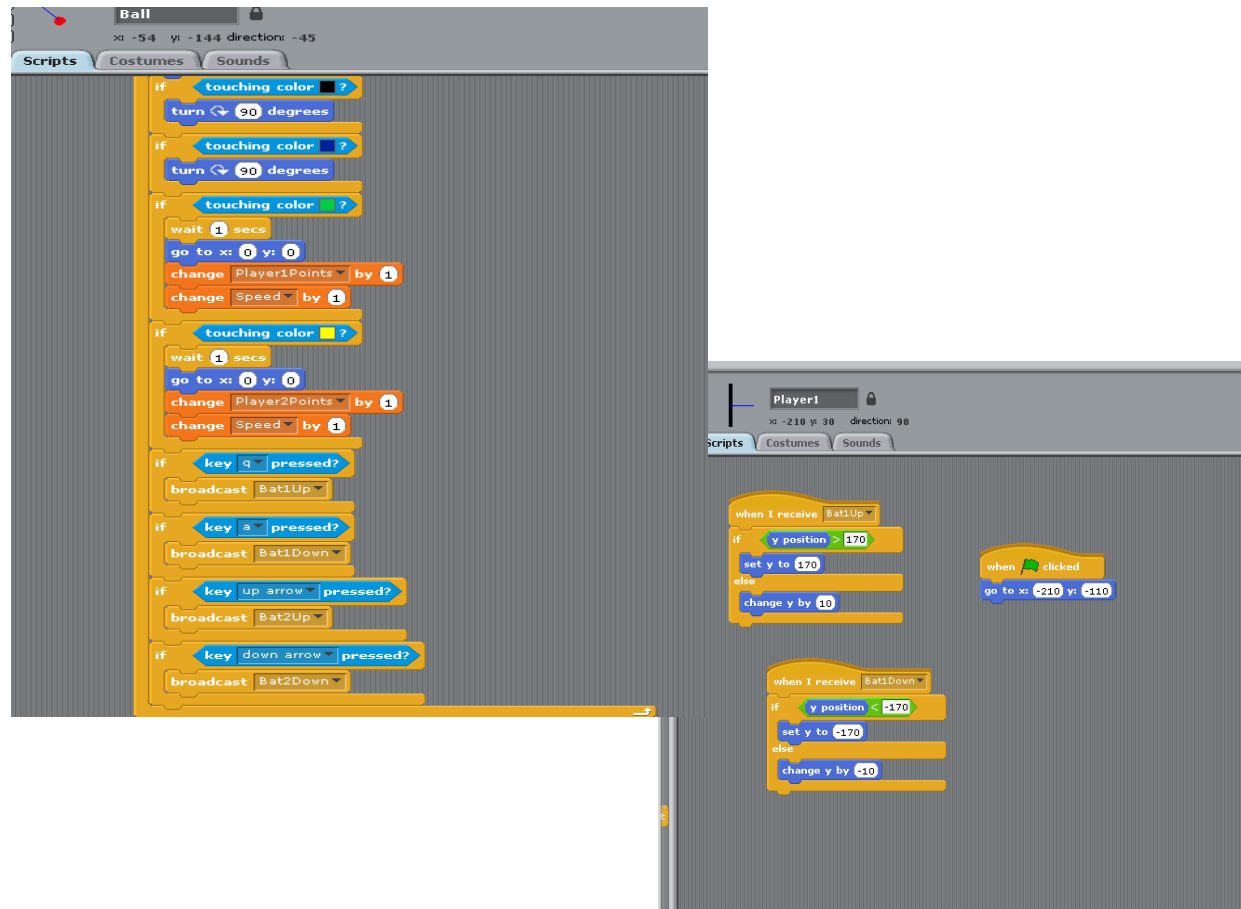 Ball
x: -54 y: -144 direction: -45
Scripts Costumes Sounds
if touching color ?
turn 90 degrees
if touching color ?
turn 90 degrees
if touching color ?
wait 1 secs
go to x: 0 y: 0
change Player1Points by 1
change Speed by 1
if touching color ?
wait 1 secs
go to x: 0 y: 0
change Player2Points by 1
change Speed by 1
if key q pressed?
broadcast Bat1Up
if key a pressed?
broadcast Bat1Down
if key up arrow pressed?
broadcast Bat2Up
if key down arrow pressed?
broadcast Bat2Down
Player1
x: -210 y: 30 direction: 90
Scripts Costumes Sounds
when I receive Bat1Up
if y position > 170
set y to 170
else
change y by 10
when clicked
go to x: -210 y: -110
when I receive Bat1Down
if y position < -170
set y to -170
else
change y by -10